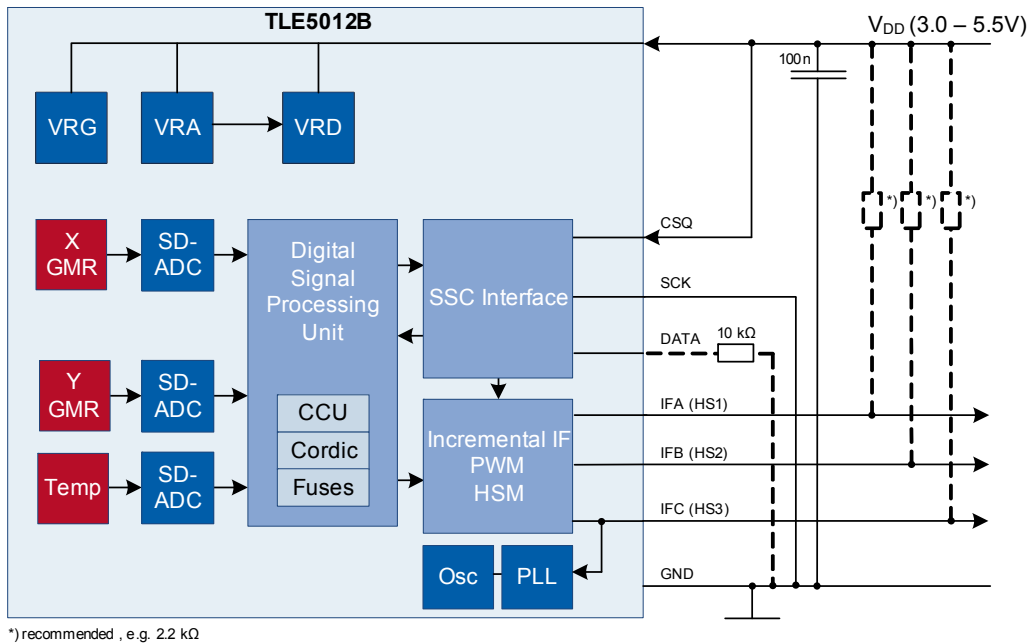 TLE5012B
V_DD (3.0 – 5.5V)
100n
VRG
VRA
VRD
*)
*)
*)
CSQ
X
GMR
SD-
ADC
Digital
Signal
Processing
Unit
SSC Interface
SCK
DATA
10 kΩ
Y
GMR
SD-
ADC
CCU
Cordic
Fuses
Incremental IF
PWM
HSM
IFA (HS1)
IFB (HS2)
IFC (HS3)
Temp
SD-
ADC
Osc
PLL
GND
*) recommended , e.g. 2.2 kΩ